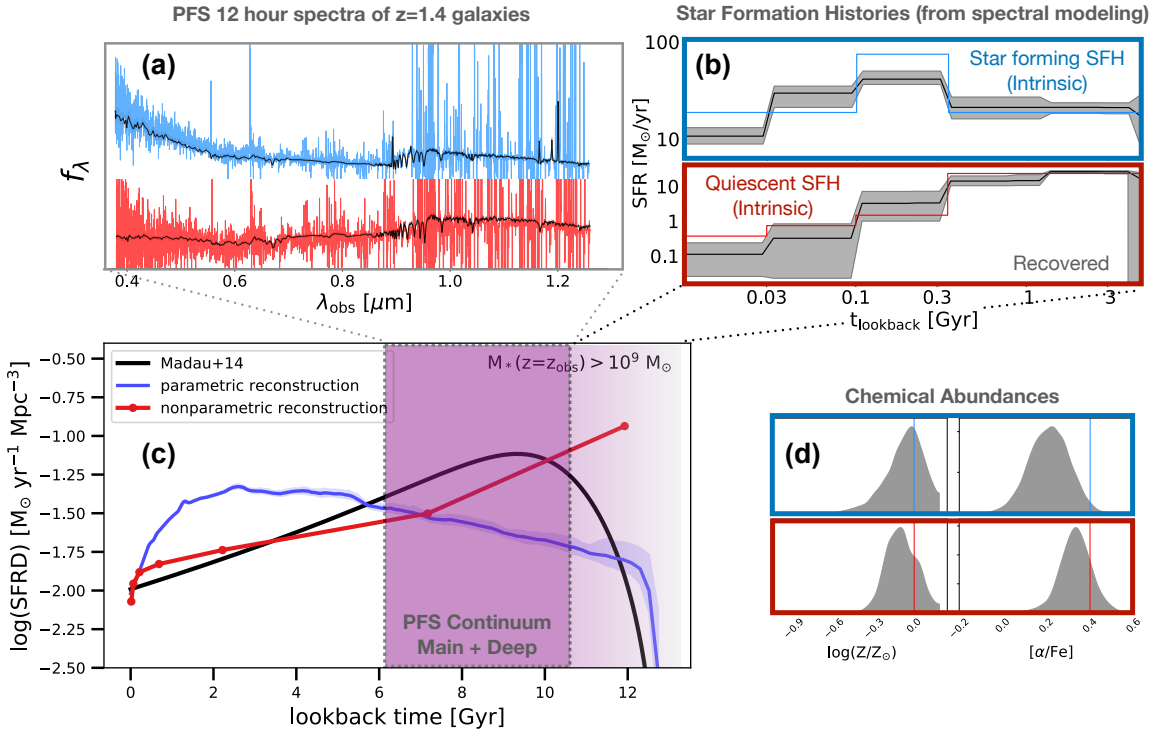 PFS 12 hour spectra of z=1.4 galaxies
Star Formation Histories (from spectral modeling)
(a)
fλ
0.4 0.6 0.8 1.0 1.2
λobs [μm]
(b)
Star forming SFH
(Intrinsic)
100
10
SFR [M⊙/yr]
Quiescent SFH
(Intrinsic)
10
1
0.1
Recovered
0.03 0.1 0.3 1 3
tlookback [Gyr]
Madau+14
parametric reconstruction
nonparametric reconstruction
M*(z=zobs) > 10⁹ M⊙
(c)
−0.50
−0.75
−1.00
−1.25
−1.50
−1.75
−2.00
−2.25
−2.50
log(SFRD) [M⊙ yr⁻¹ Mpc⁻³]
PFS Continuum
Main + Deep
0 2 4 6 8 10 12
lookback time [Gyr]
Chemical Abundances
(d)
−0.9 −0.6 −0.3 0.0 −0.2 0.0 0.2 0.4 0.6
log(Z/Z⊙) [α/Fe]